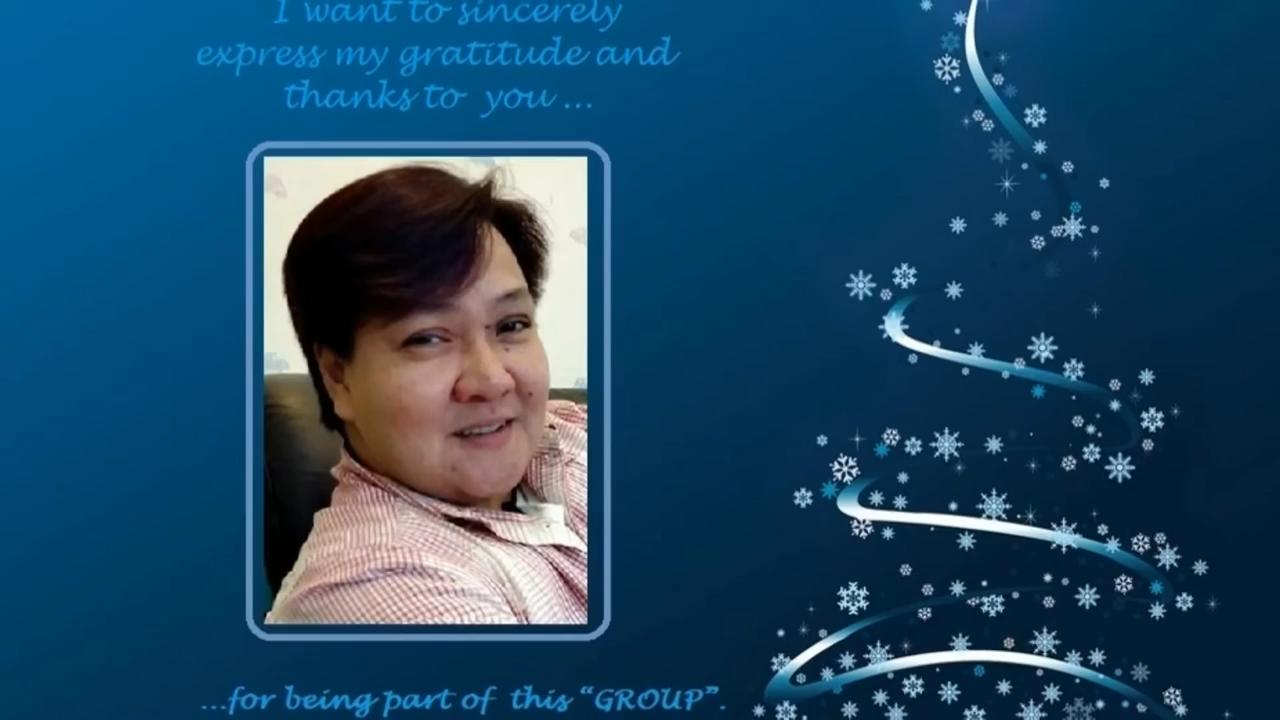 I want to sincerely
express my gratitude and
thanks to you ...
...for being part of this “GROUP”.